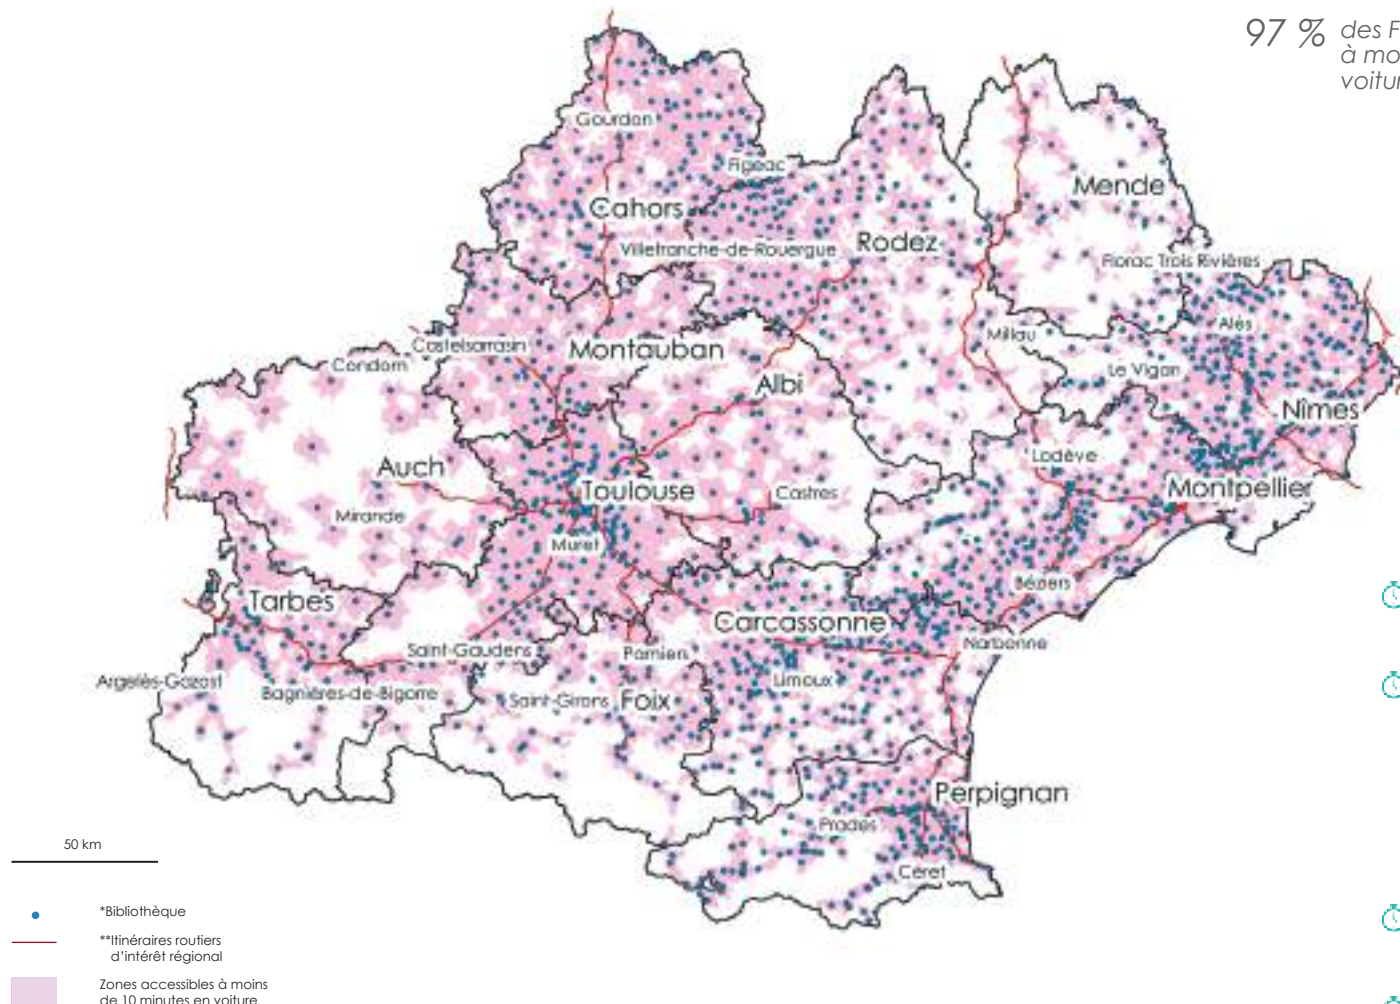 97 % des F
à mo
voitur
Gourdon
Figeac
Cahors
Mende
Villefranche-de-Rouergue
Rodez
Florac Trois Rivières
Alès
Millau
Castelsarrasin
Montauban
Condom
Le Vigan
Albi
Nîmes
Auch
Lodève
Toulouse
Castres
Montpellier
Mirande
Muret
Béziers
Tarbes
Carcassonne
Narbonne
Saint-Gaudens
Pamiers
Argelès-Gazost
Limoux
Bagnières-de-Bigorre
Saint-Girons
Foix
Perpignan
Prades
Céret
50 km
*Bibliothèque
**Itinéraires routiers
d'intérêt régional
Zones accessibles à moins
de 10 minutes en voiture